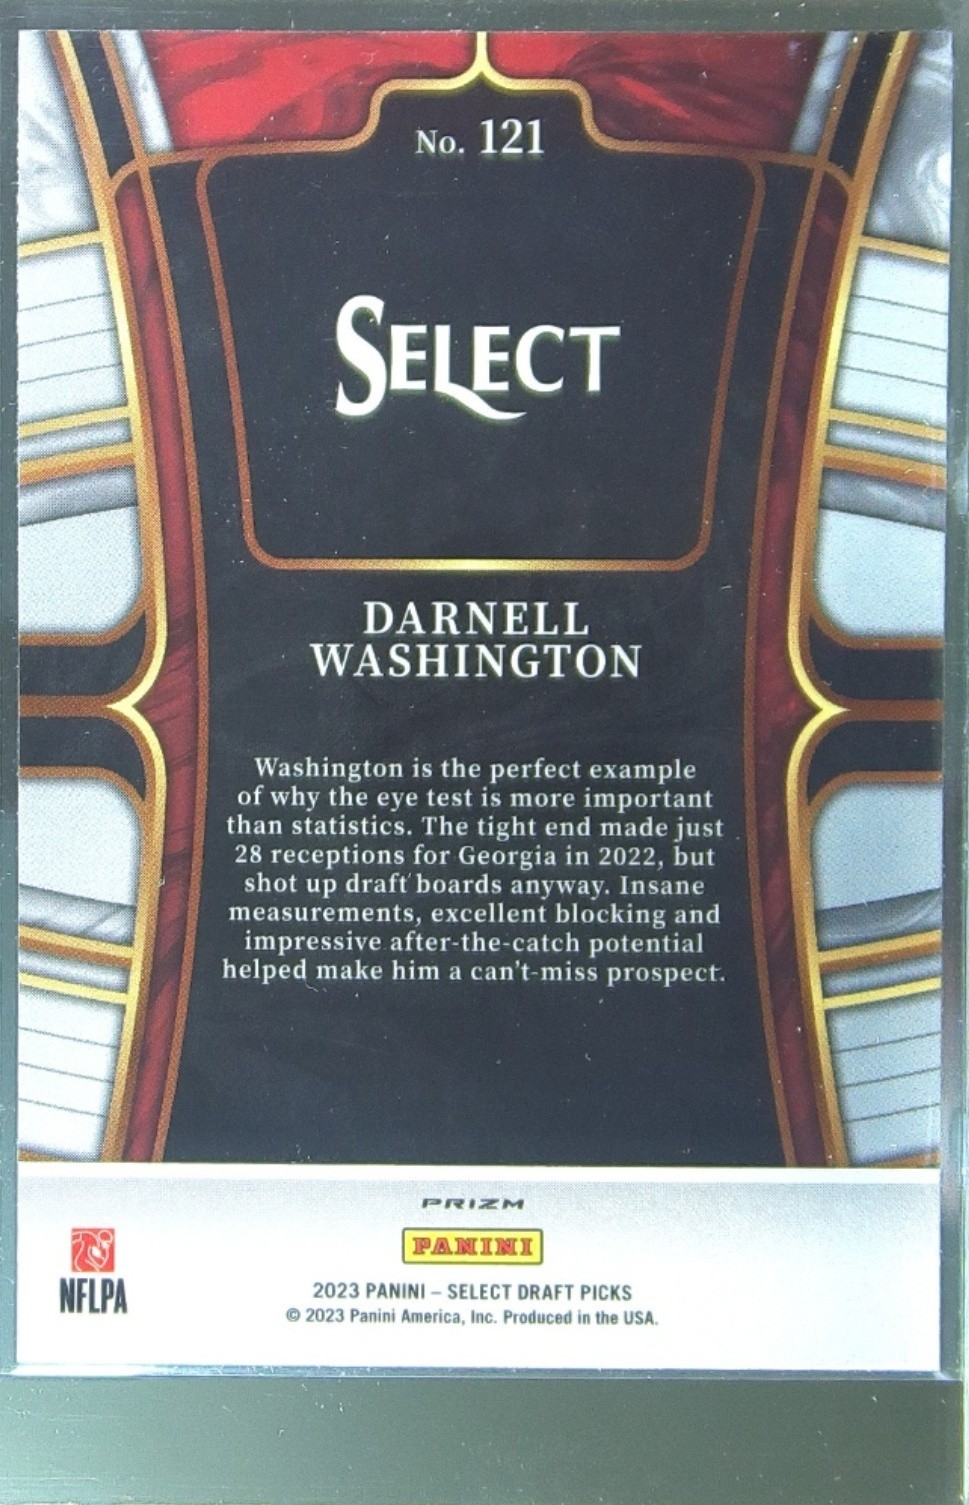 No. 121
SELECT
DARNELL
WASHINGTON
Washington is the perfect example
of why the eye test is more important
than statistics. The tight end made just
28 receptions for Georgia in 2022, but
shot up draft boards anyway. Insane
measurements, excellent blocking and
impressive after-the-catch potential
helped make him a can't-miss prospect.
PRIZM
PANINI
NFLPA
2023 PANINI – SELECT DRAFT PICKS
© 2023 Panini America, Inc. Produced in the USA.